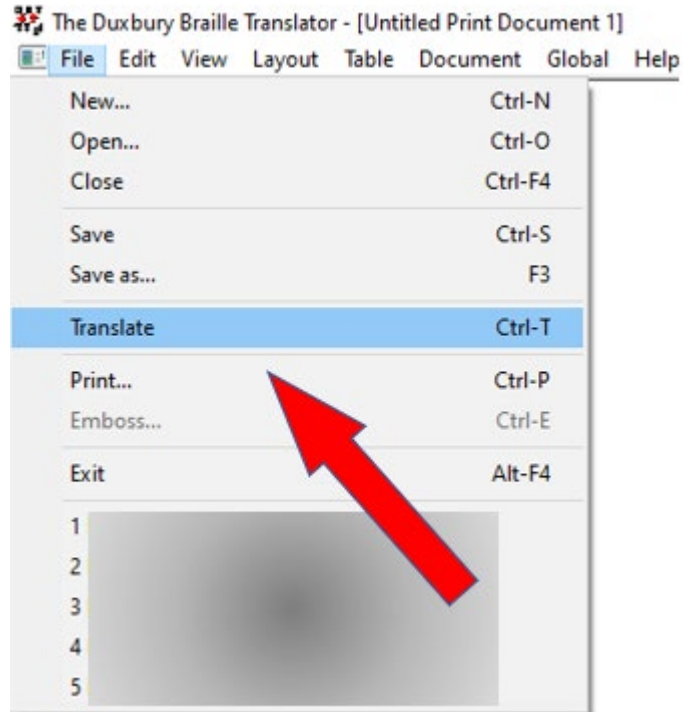 The Duxbury Braille Translator - [Untitled Print Document 1]
File Edit View Layout Table Document Global Help
New... Ctrl-N
Open... Ctrl-O
Close Ctrl-F4
Save Ctrl-S
Save as... F3
Translate Ctrl-T
Print... Ctrl-P
Emboss... Ctrl-E
Exit Alt-F4
1
2
3
4
5